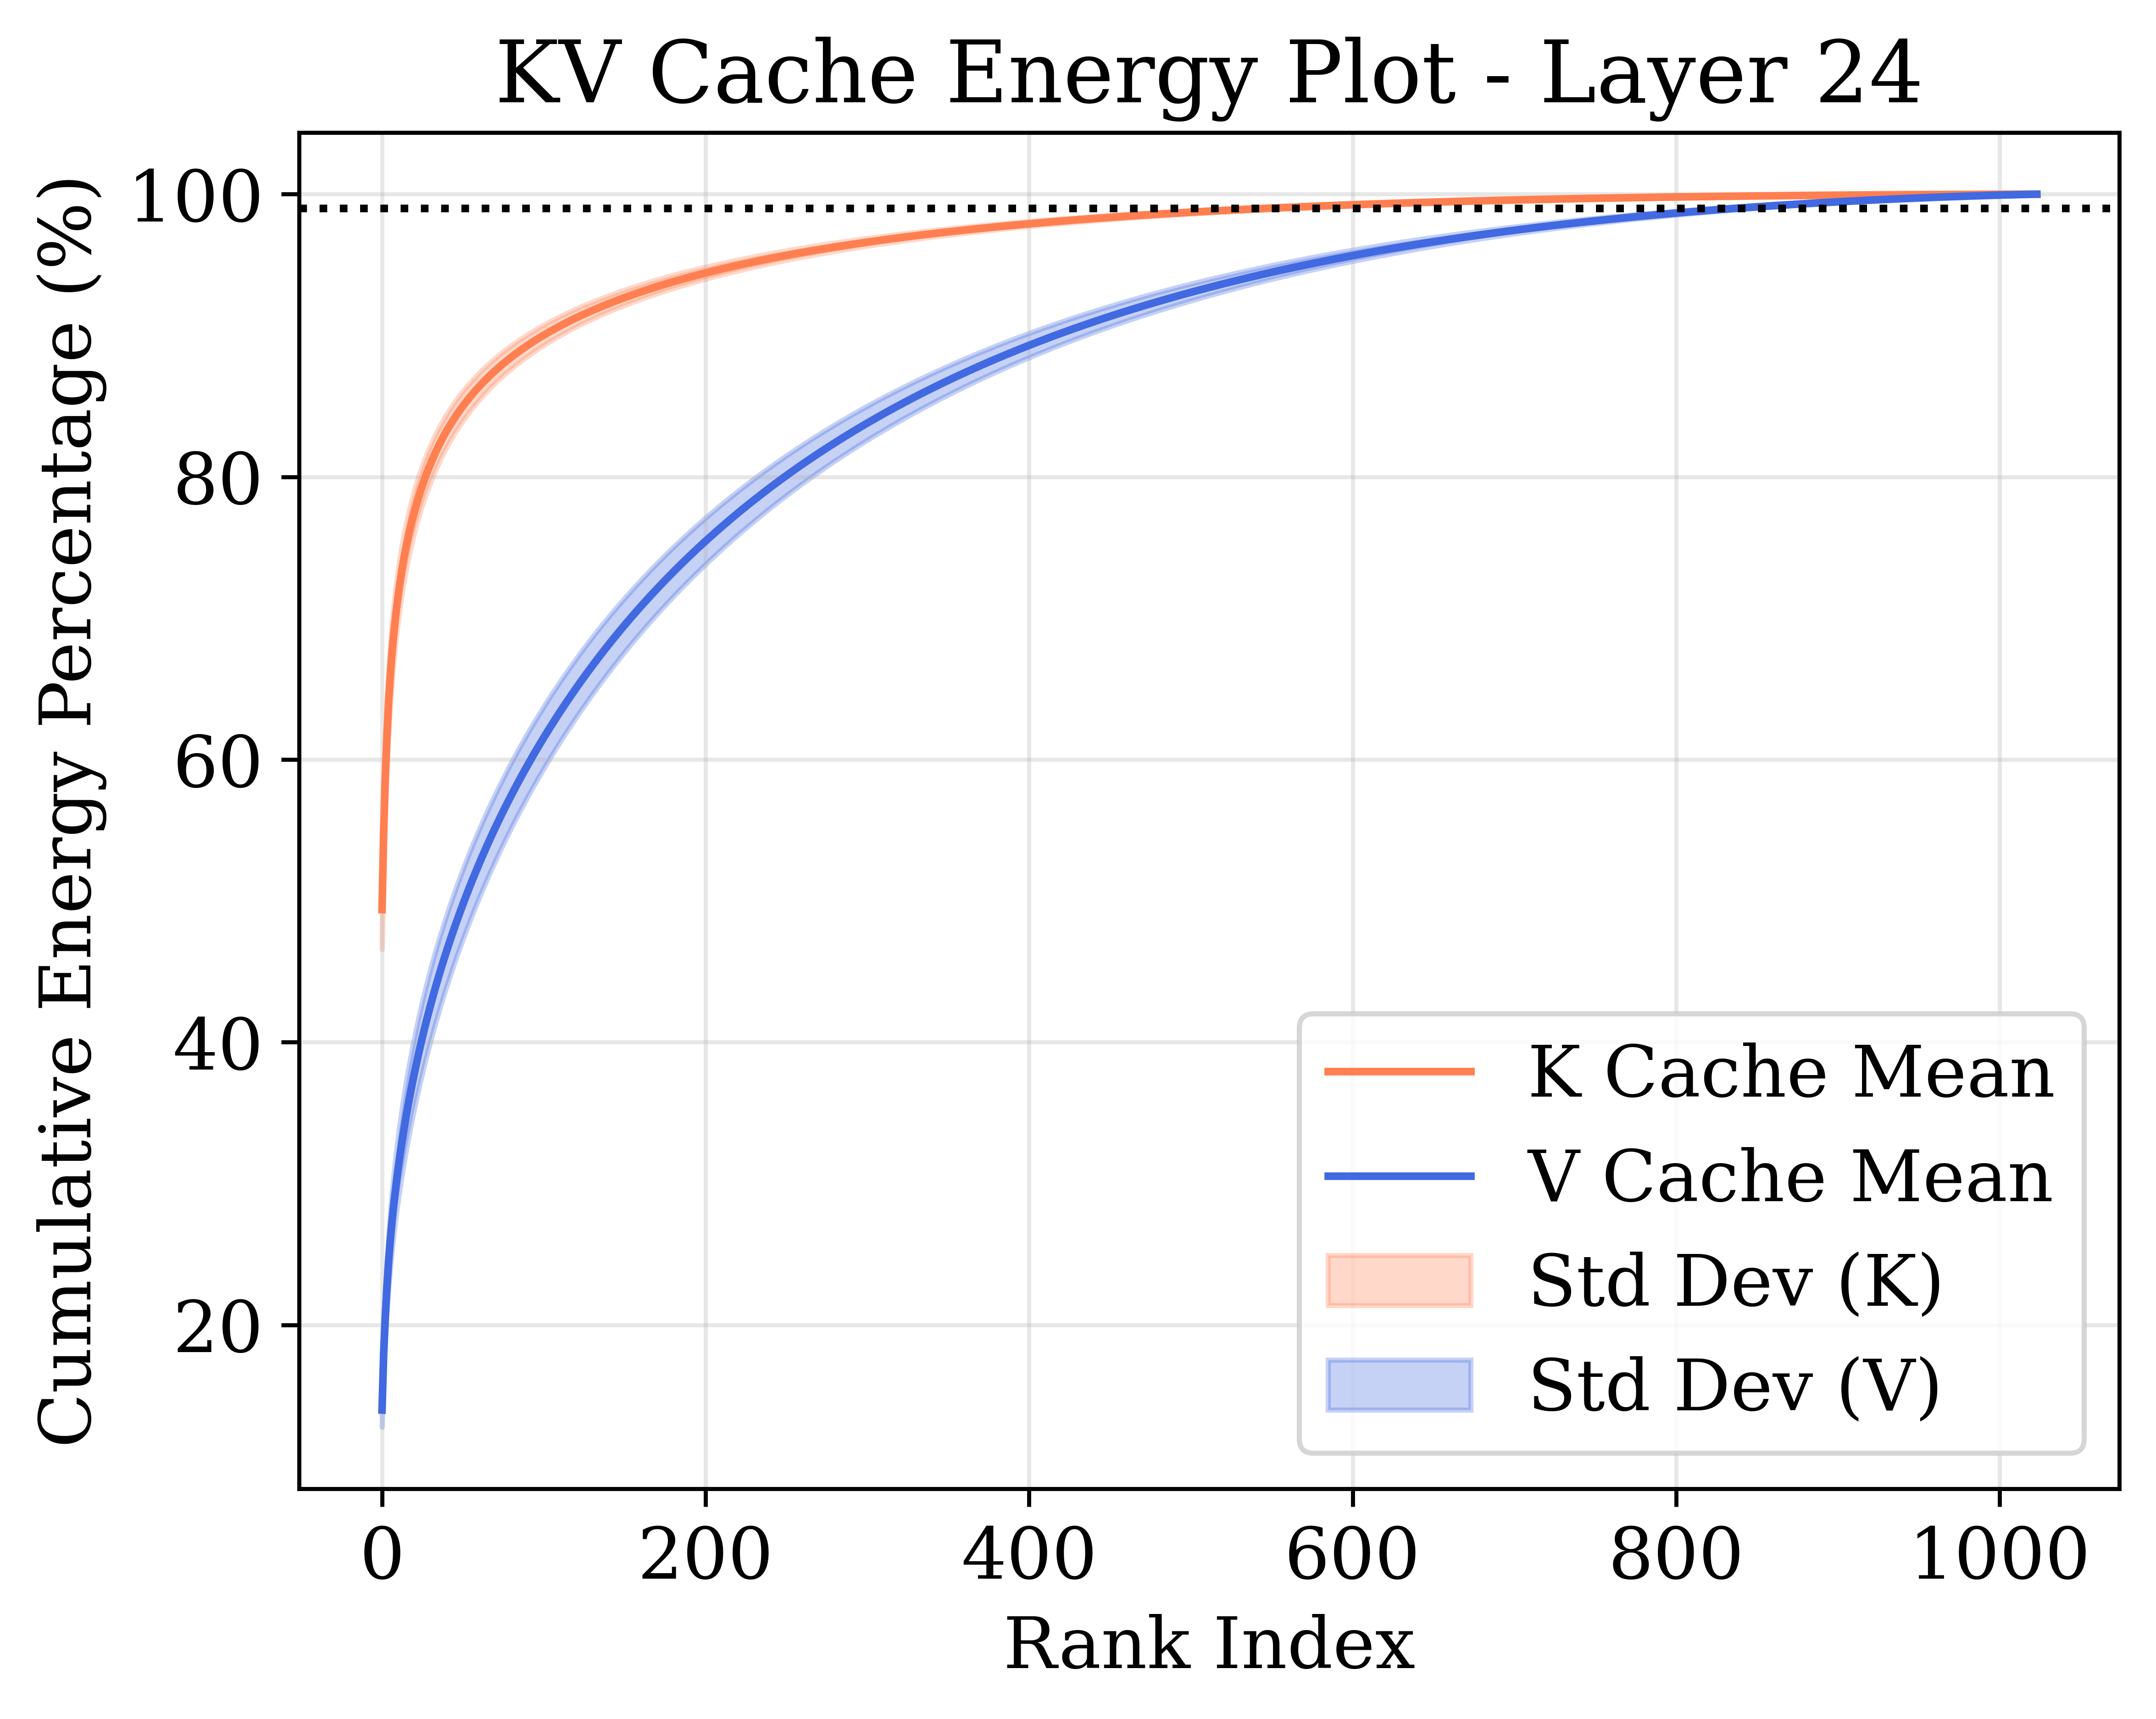 KV Cache Energy Plot - Layer 24
Cumulative Energy Percentage (%)
100
80
60
40
20
0
200
400
600
800
1000
Rank Index
K Cache Mean
V Cache Mean
Std Dev (K)
Std Dev (V)